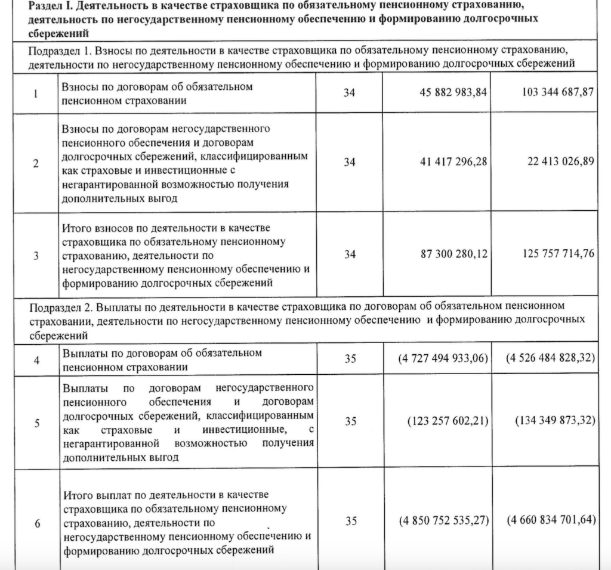 Раздел I. Деятельность в качестве страховщика по обязательному пенсионному страхованию,
деятельность по негосударственному пенсионному обеспечению и формированию долгосрочных
сбережений
Подраздел 1. Взносы по деятельности в качестве страховщика по обязательному пенсионному страхованию,
деятельности по негосударственному пенсионному обеспечению и формированию долгосрочных сбережений
1 Взносы по договорам об обязательном 34 45 882 983,84 103 344 687,87
пенсионном страховании
Взносы по договорам негосударственного
пенсионного обеспечения и договорам
2 долгосрочных сбережений, классифицированным 34 41 417 296,28 22 413 026,89
как страховые и инвестиционные с
негарантированной возможностью получения
дополнительных выгод
Итого взносов по деятельности в качестве
страховщика по обязательному пенсионному
3 страхованию, деятельности по 34 87 300 280,12 125 757 714,76
негосударственному пенсионному обеспечению и
формированию долгосрочных сбережений
Подраздел 2. Выплаты по деятельности в качестве страховщика по договорам об обязательном пенсионном
страховании, деятельности по негосударственному пенсионному обеспечению и формированию долгосрочных
сбережений
4 Выплаты по договорам об обязательном 35 (4 727 494 933,06) (4 526 484 828,32)
пенсионном страховании
Выплаты по договорам негосударственного
пенсионного обеспечения и договорам
5 долгосрочных сбережений, классифицированным 35 (123 257 602,21) (134 349 873,32)
как страховые и инвестиционные, с
негарантированной возможностью получения
дополнительных выгод
Итого выплат по деятельности в качестве
страховщика по обязательному пенсионному
6 страхованию, деятельности по 35 (4 850 752 535,27) (4 660 834 701,64)
негосударственному пенсионному обеспечению и
формированию долгосрочных сбережений